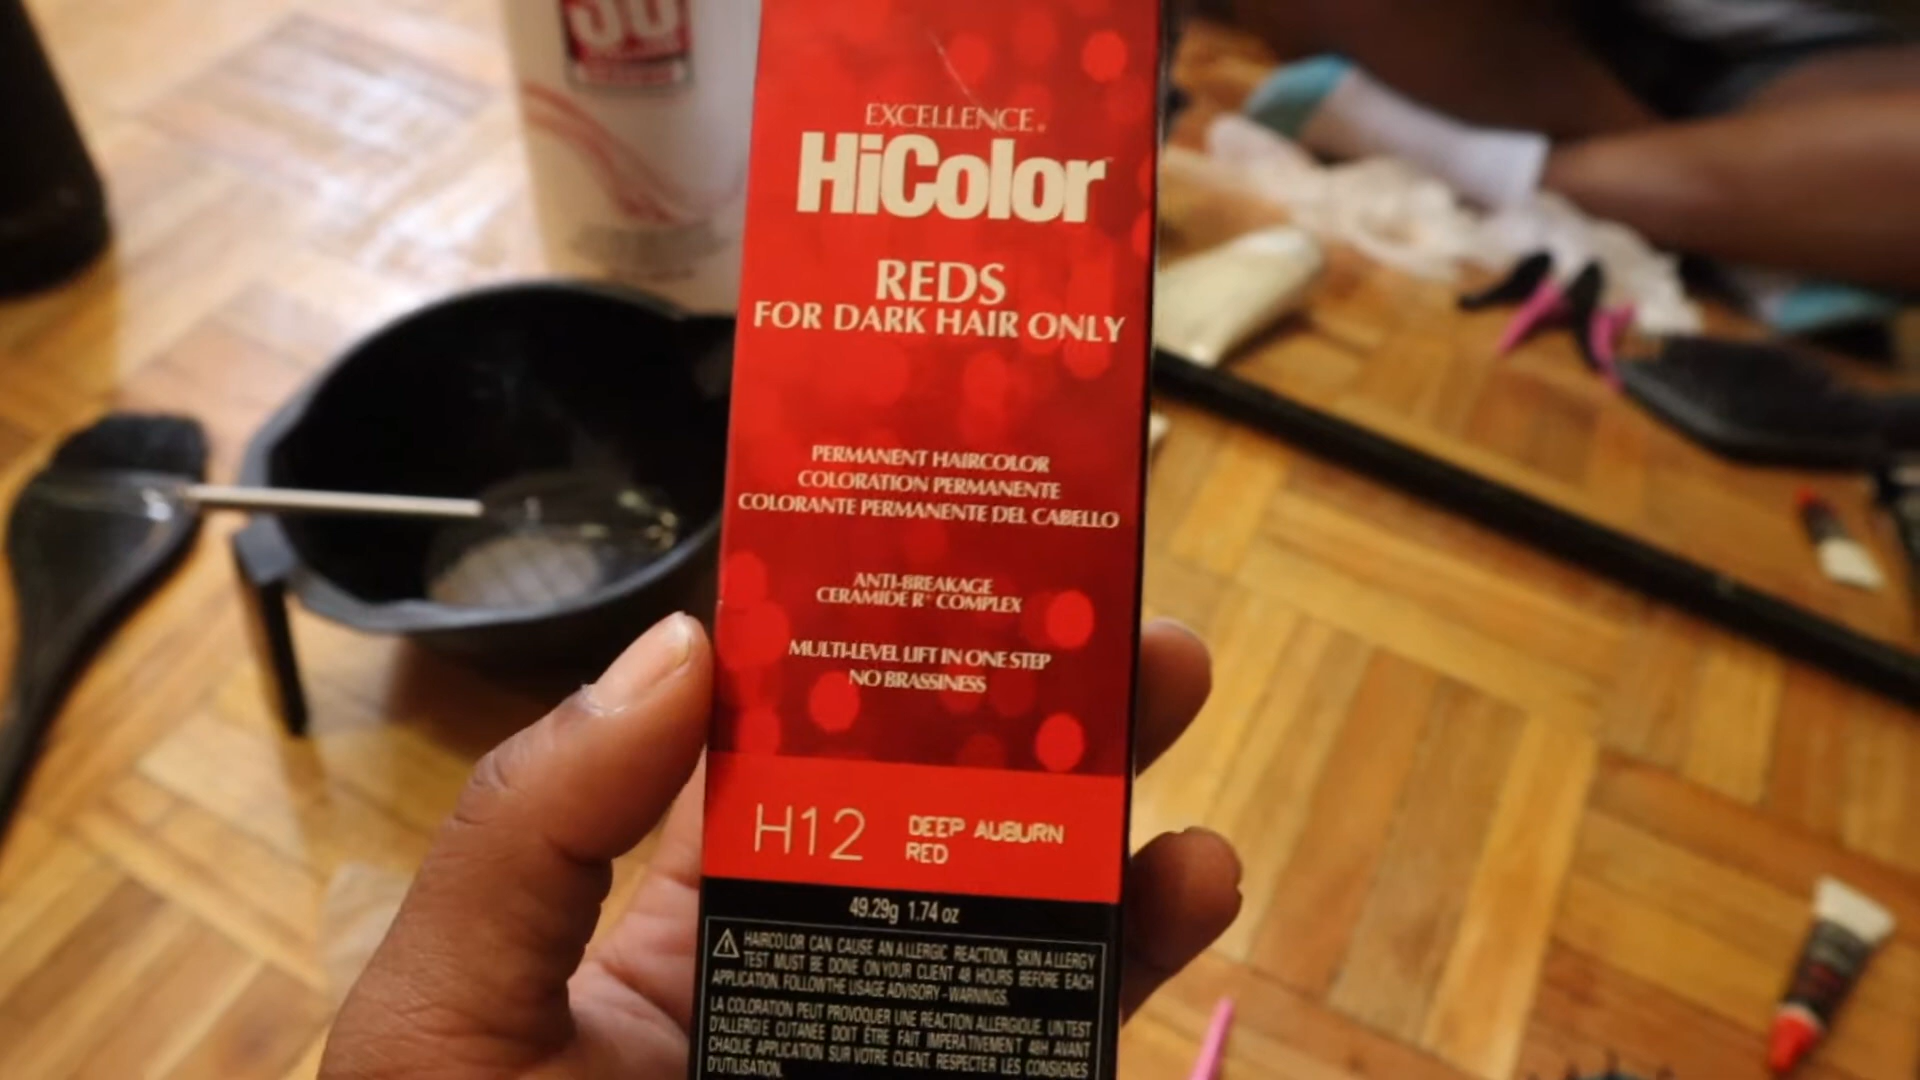 30
EXCELLENCE
HiColor
REDS
FOR DARK HAIR ONLY
PERMANENT HAIRCOLOR
COLORATION PERMANENTE
COLORANTE PERMANENTE DEL CABELLO
ANTI-BREAKAGE
CERAMIDE R* COMPLEX
MULTI-LEVEL LIFT IN ONE STEP
NO BRASSINESS
H12 DEEP AUBURN
RED
49.29g 1.74 oz
HAIRCOLOR CAN CAUSE AN ALLERGIC REACTION. SKIN ALLERGY
TEST MUST BE DONE ON YOUR CLIENT 48 HOURS BEFORE EACH
APPLICATION. FOLLOW THE USAGE ADVISORY - WARNINGS.
LA COLORATION PEUT PROVOQUER UNE RÉACTION ALLERGIQUE. UN TEST
D'ALLERGIE CUTANÉE DOIT ÊTRE FAIT IMPÉRATIVEMENT 48H AVANT
CHAQUE APPLICATION SUR VOTRE CLIENT. RESPECTER LES CONSIGNES
D'UTILISATION.